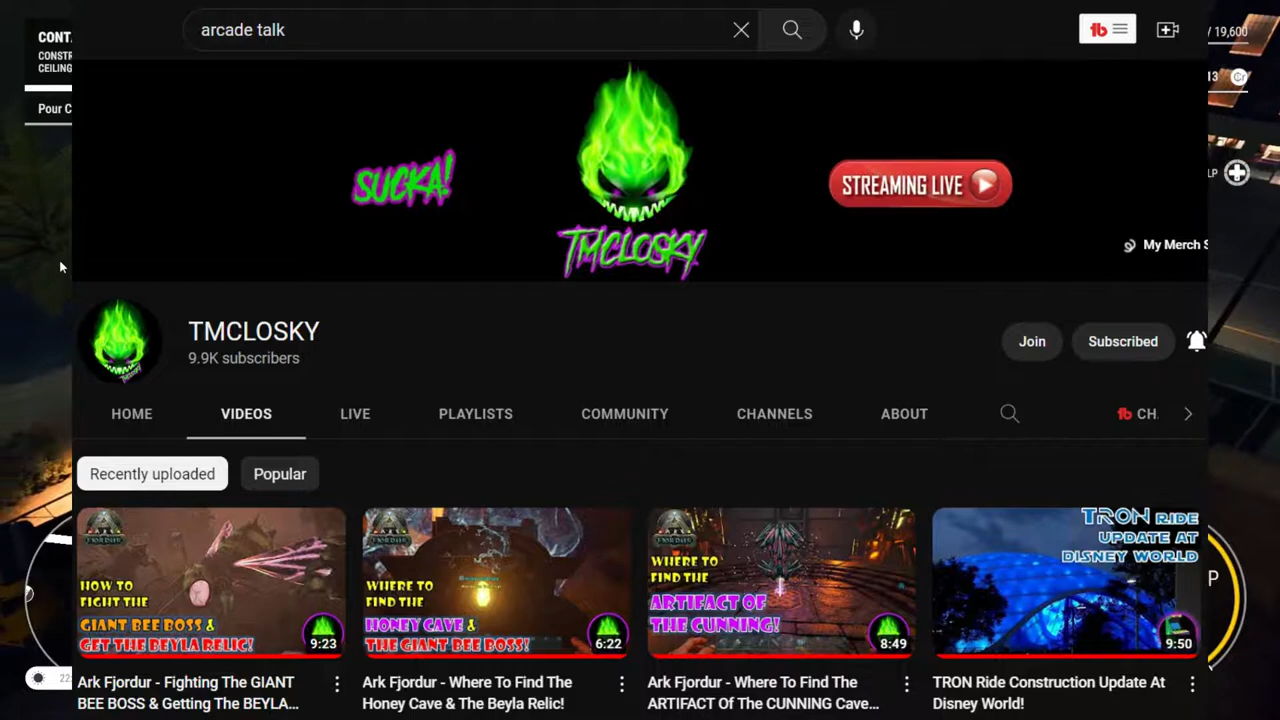 CONT
CONSTR
CEILING
Pour C
arcade talk
/ 19,600
13
Cr
LP
SUCKA!
TMCLOSKY
STREAMING LIVE
My Merch S
TMCLOSKY
9.9K subscribers
Join
Subscribed
HOME
VIDEOS
LIVE
PLAYLISTS
COMMUNITY
CHANNELS
ABOUT
CH.
Recently uploaded
Popular
HOW TO
FIGHT THE
GIANT BEE BOSS &
GET THE BEYLA RELIC!
9:23
WHERE TO
FIND THE
HONEY CAVE &
THE GIANT BEE BOSS!
6:22
WHERE TO
FIND THE
ARTIFACT OF
THE CUNNING!
8:49
TRON RIDE
UPDATE AT
DISNEY WORLD
9:50
P
22
Ark Fjordur - Fighting The GIANT
BEE BOSS & Getting The BEYLA...
Ark Fjordur - Where To Find The
Honey Cave & The Beyla Relic!
Ark Fjordur - Where To Find The
ARTIFACT Of The CUNNING Cave...
TRON Ride Construction Update At
Disney World!